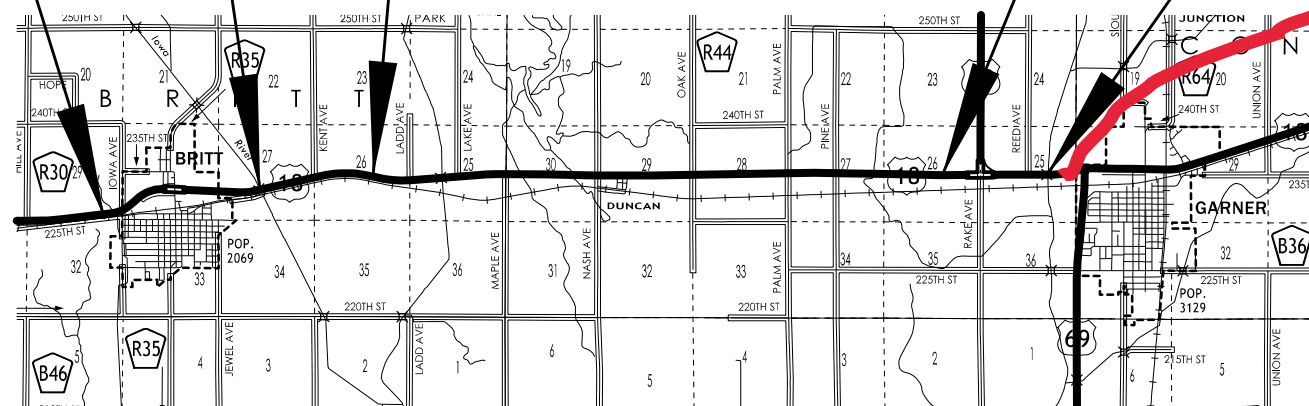 250TH ST
250TH ST
PARK
250TH ST
JUNCTION
C O N
Iowa
R35
R44
R64
HOPE
20
21
22
23
24
19
20
OAK AVE
21
PALM AVE
22
23
24
19
20
UNION AVE
B R I T T
240TH ST
240TH ST
240TH ST
235TH ST
KENT AVE
LADD AVE
LAKE AVE
PINE AVE
REED AVE
IOWA AVE
River
BRITT
R30
29
27
26
25
30
29
28
27
26
25
29
18
18
18
DUNCAN
GARNER
225TH ST
POP.
2069
RAKE AVE
B36
32
33
34
35
36
MAPLE AVE
31
NASH AVE
32
33
PALM AVE
34
35
36
32
225TH ST
225TH ST
220TH ST
220TH ST
POP.
3129
R35
69
215TH ST
B46
5
4
JEWEL AVE
3
2
LADD AVE
1
6
5
4
3
2
1
6
5
UNION AVE